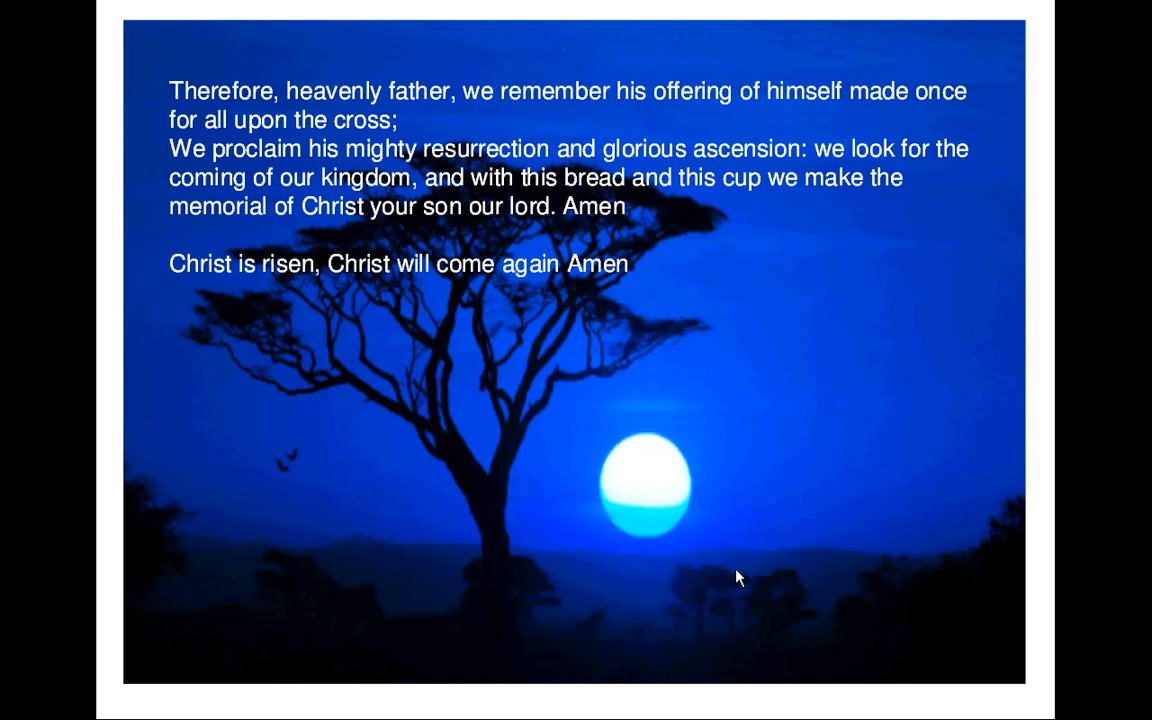 Therefore, heavenly father, we remember his offering of himself made once
for all upon the cross;
We proclaim his mighty resurrection and glorious ascension: we look for the
coming of our kingdom, and with this bread and this cup we make the
memorial of Christ your son our lord. Amen
Christ is risen, Christ will come again Amen